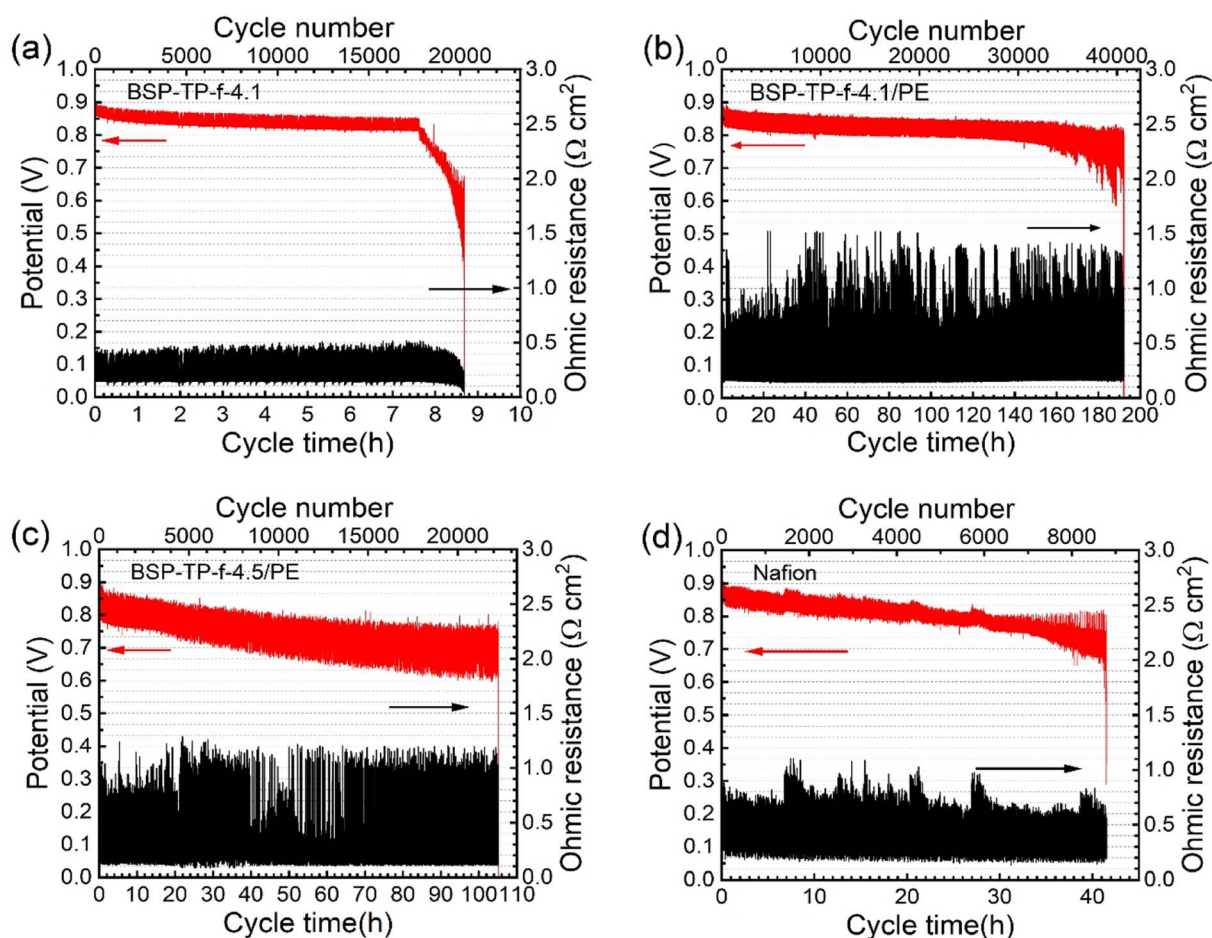 (a)
Cycle number
0 5000 10000 15000 20000
1.0 0.9 0.8 0.7 0.6 0.5 0.4 0.3 0.2 0.1 0.0
Potential (V)
BSP-TP-f-4.1
3.0 2.5 2.0 1.5 1.0 0.5 0.0
Ohmic resistance (Ω cm²)
0 1 2 3 4 5 6 7 8 9 10
Cycle time(h)
(b)
Cycle number
0 10000 20000 30000 40000
1.0 0.9 0.8 0.7 0.6 0.5 0.4 0.3 0.2 0.1 0.0
Potential (V)
BSP-TP-f-4.1/PE
3.0 2.5 2.0 1.5 1.0 0.5 0.0
Ohmic resistance (Ω cm²)
0 20 40 60 80 100 120 140 160 180 200
Cycle time(h)
(c)
Cycle number
0 5000 10000 15000 20000
1.0 0.9 0.8 0.7 0.6 0.5 0.4 0.3 0.2 0.1 0.0
Potential (V)
BSP-TP-f-4.5/PE
3.0 2.5 2.0 1.5 1.0 0.5 0.0
Ohmic resistance (Ω cm²)
0 10 20 30 40 50 60 70 80 90 100 110
Cycle time(h)
(d)
Cycle number
0 2000 4000 6000 8000
1.0 0.9 0.8 0.7 0.6 0.5 0.4 0.3 0.2 0.1 0.0
Potential (V)
Nafion
3.0 2.5 2.0 1.5 1.0 0.5 0.0
Ohmic resistance (Ω cm²)
0 10 20 30 40
Cycle time(h)